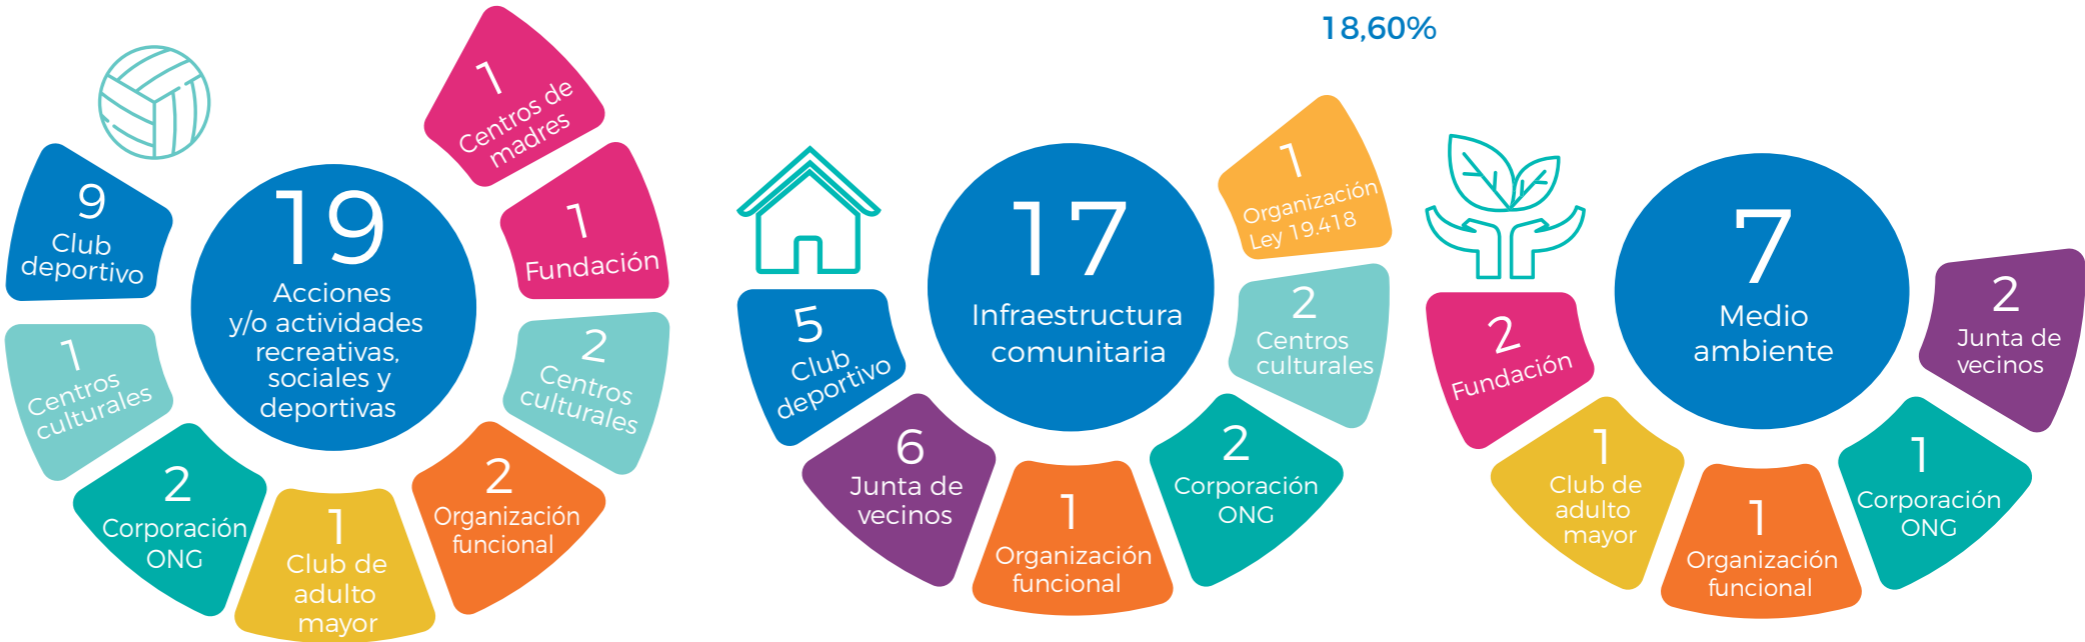 18,60%
19
Acciones
y/o actividades
recreativas,
sociales y
deportivas
9
Club
deportivo
1
Centros
culturales
2
Corporación
ONG
1
Club de
adulto
mayor
2
Organización
funcional
2
Centros
culturales
1
Fundación
1
Centros de
madres
17
Infraestructura
comunitaria
5
Club
deportivo
6
Junta de
vecinos
1
Organización
funcional
2
Corporación
ONG
2
Centros
culturales
1
Organización
Ley 19.418
7
Medio
ambiente
2
Fundación
1
Club de
adulto
mayor
1
Organización
funcional
1
Corporación
ONG
2
Junta de
vecinos